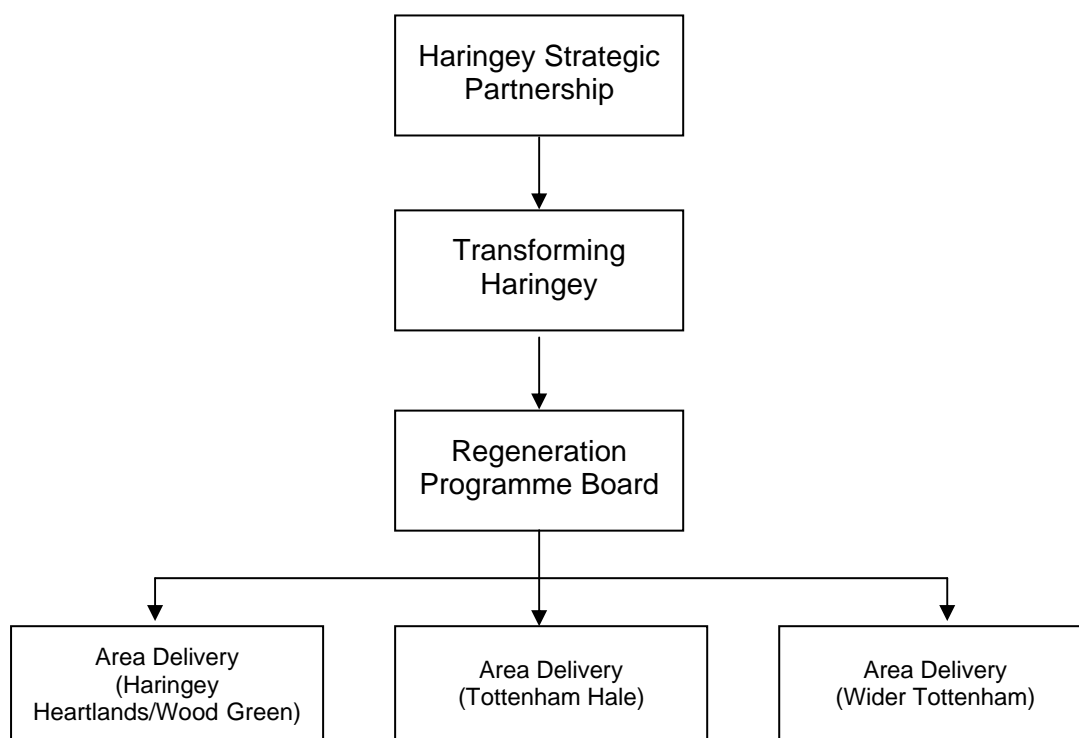 Haringey Strategic
Partnership
Transforming
Haringey
Regeneration
Programme Board
Area Delivery
(Haringey
Heartlands/Wood Green)
Area Delivery
(Tottenham Hale)
Area Delivery
(Wider Tottenham)